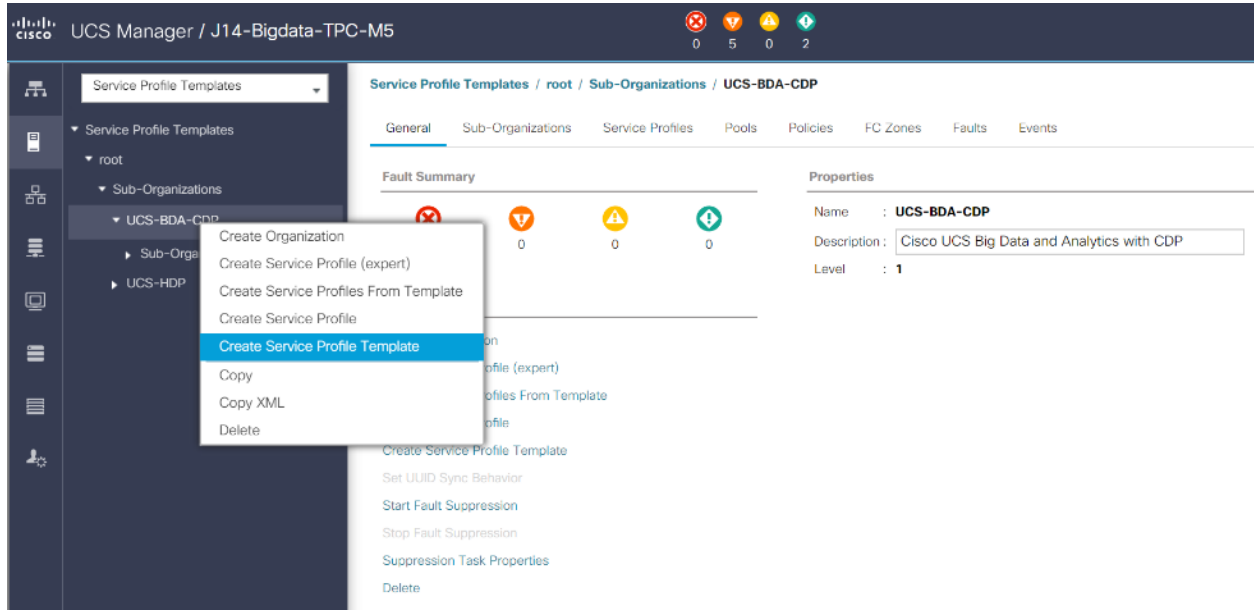 cisco UCS Manager / J14-Bigdata-TPC-M5
0 5 0 2
Service Profile Templates
Service Profile Templates
root
Sub-Organizations
UCS-BDA-CDP
Sub-Orga
UCS-HDP
Create Organization
Create Service Profile (expert)
Create Service Profiles From Template
Create Service Profile
Create Service Profile Template
Copy
Copy XML
Delete
Service Profile Templates / root / Sub-Organizations / UCS-BDA-CDP
General Sub-Organizations Service Profiles Pools Policies FC Zones Faults Events
Fault Summary
0 0 0
Properties
Name : UCS-BDA-CDP
Description : Cisco UCS Big Data and Analytics with CDP
Level : 1
on
ofile (expert)
ofiles From Template
ofile
Create Service Profile Template
Set UUID Sync Behavior
Start Fault Suppression
Stop Fault Suppression
Suppression Task Properties
Delete